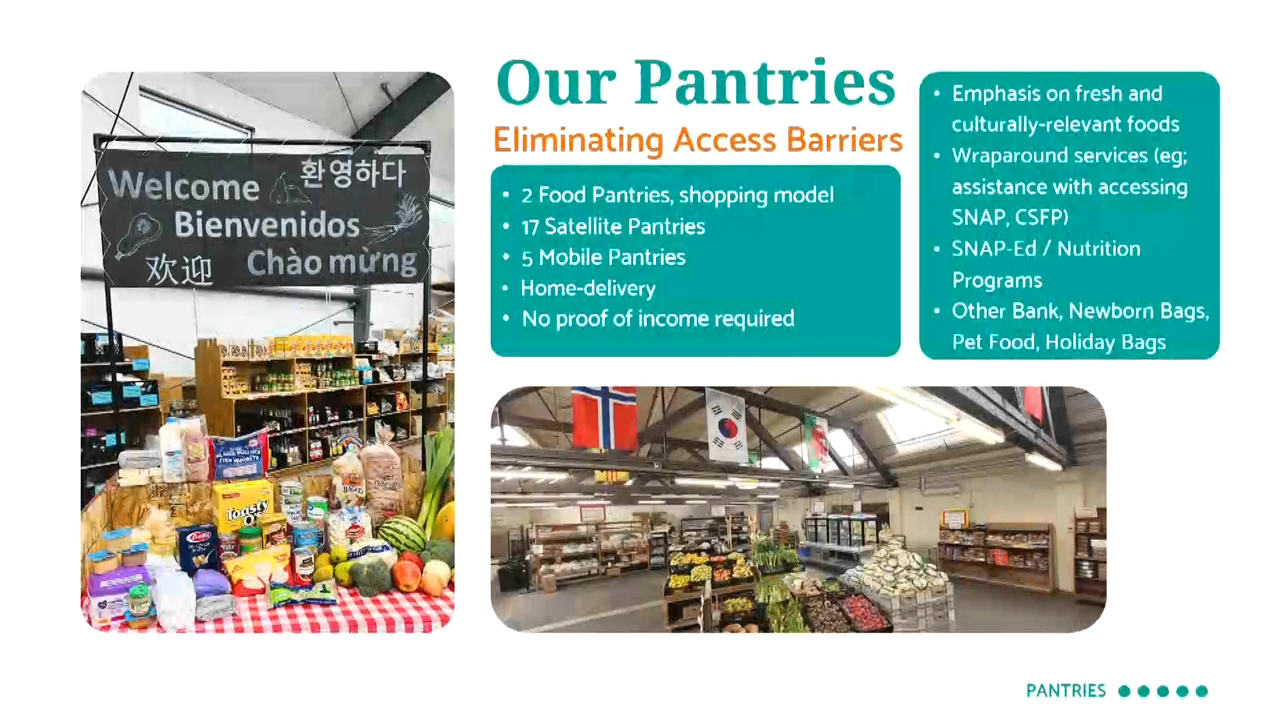 Our Pantries
Eliminating Access Barriers
• 2 Food Pantries, shopping model
• 17 Satellite Pantries
• 5 Mobile Pantries
• Home-delivery
• No proof of income required
• Emphasis on fresh and
culturally-relevant foods
• Wraparound services (eg;
assistance with accessing
SNAP, CSFP)
• SNAP-Ed / Nutrition
Programs
• Other Bank, Newborn Bags,
Pet Food, Holiday Bags
Welcome
환영하다
Bienvenidos
欢迎
Chào mừng
Toasty
O's
Barilla
BAGELS
PANTRIES